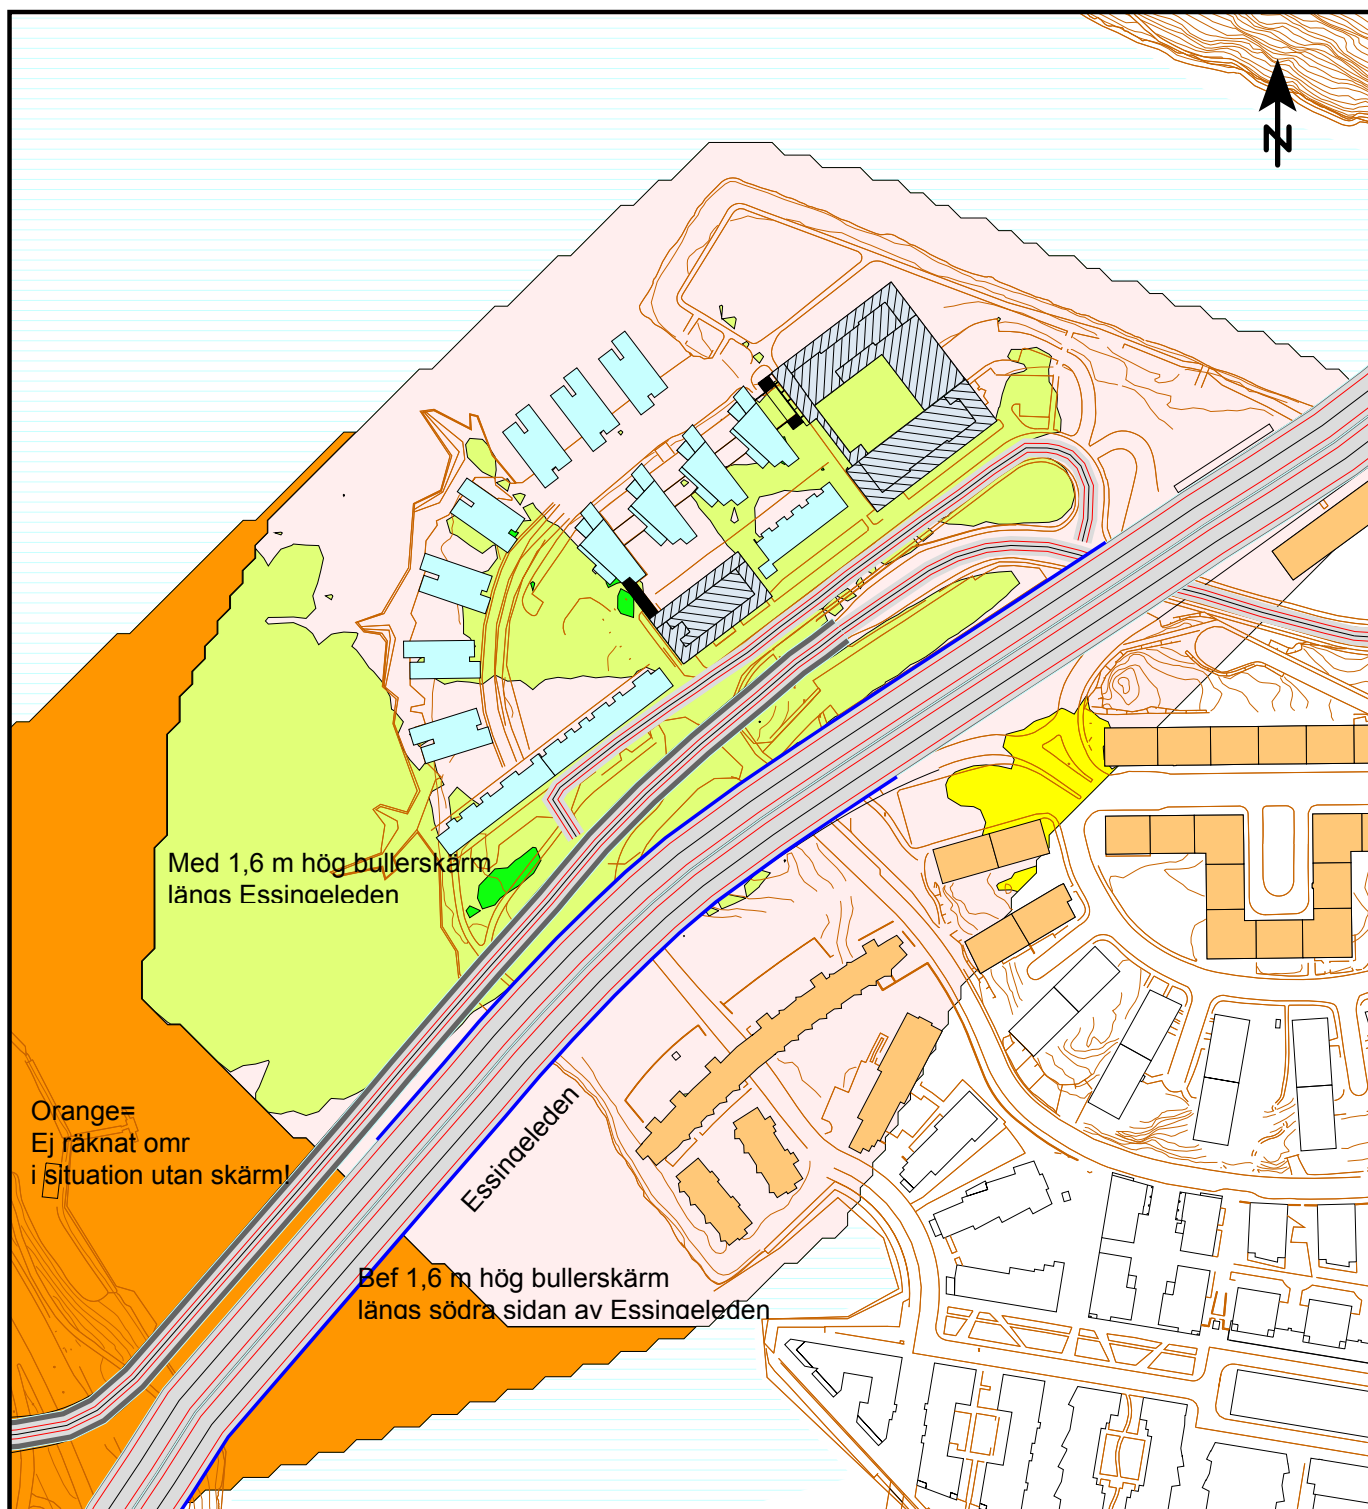 N
Med 1,6 m hög bullerskärm
längs Essingeleden
Orange=
Ej räknat omr
i situation utan skärm!
Essingeleden
Bef 1,6 m hög bullerskärm
längs södra sidan av Essingeleden